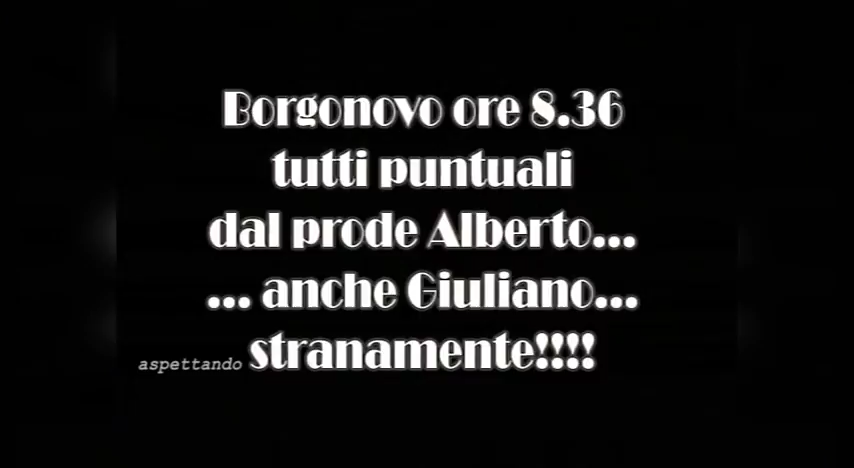 Borgonovo ore 8.36
tutti puntuali
dal prode Alberto...
... anche Giuliano...
stranamente!!!!
aspettando